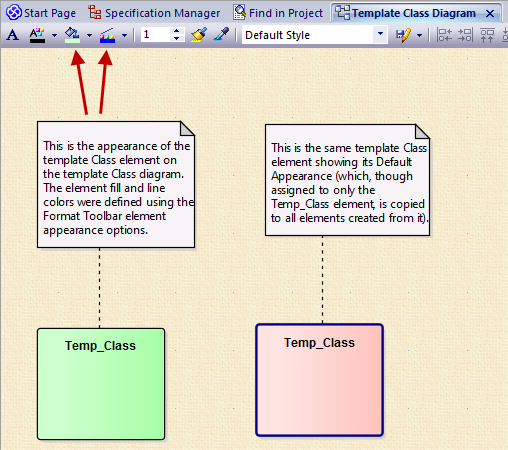 Start Page Specification Manager Find in Project Template Class Diagram
A A 1 Default Style
This is the appearance of the
template Class element on
the template Class diagram.
The element fill and line
colors were defined using the
Format Toolbar element
appearance options.
This is the same template Class
element showing its Default
Appearance (which, though
assigned to only the
Temp_Class element, is copied
to all elements created from it).
Temp_Class
Temp_Class